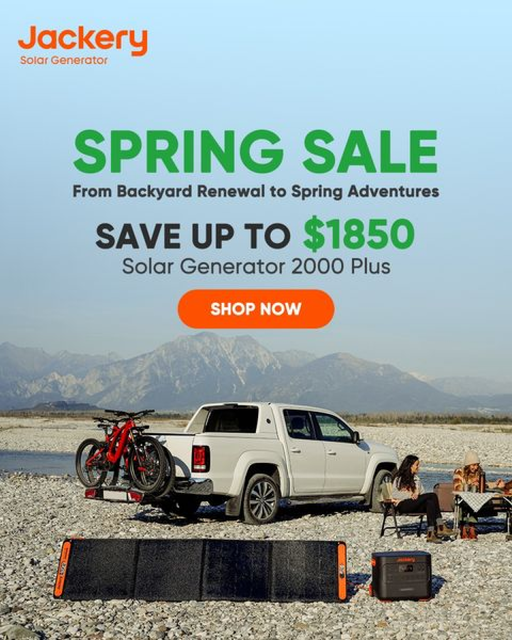 Jackery
Solar Generator
SPRING SALE
From Backyard Renewal to Spring Adventures
SAVE UP TO $1850
Solar Generator 2000 Plus
SHOP NOW